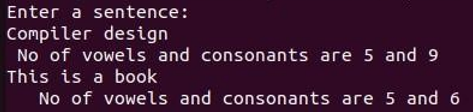 Enter a sentence:
Compiler design
No of vowels and consonants are 5 and 9
This is a book
No of vowels and consonants are 5 and 6